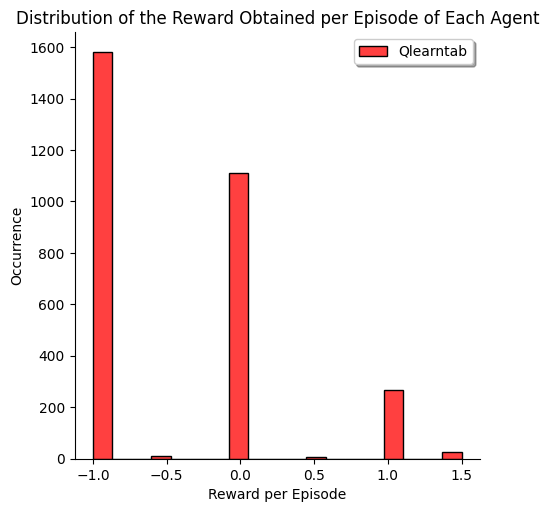 Distribution of the Reward Obtained per Episode of Each Agent
Qlearntab
1600
1400
1200
1000
800
600
400
200
0
Occurrence
−1.0 −0.5 0.0 0.5 1.0 1.5
Reward per Episode